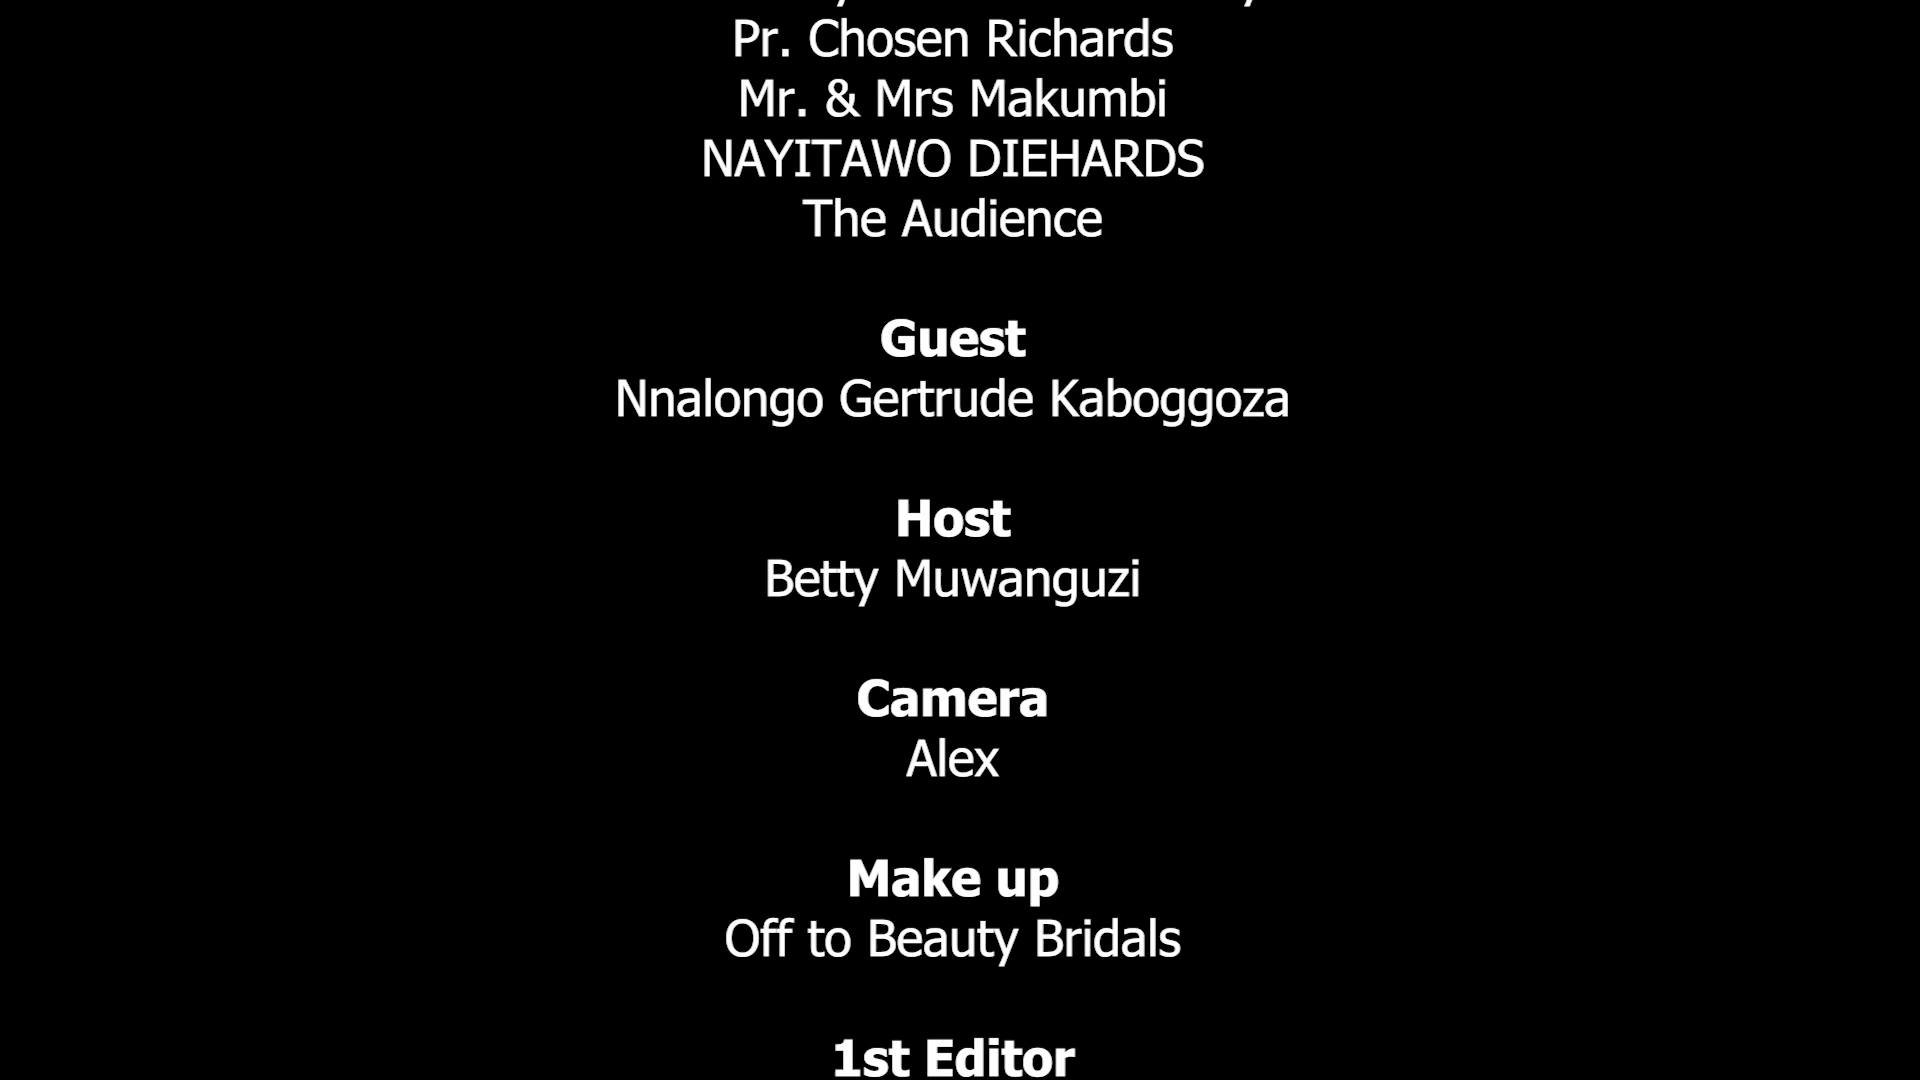 Pr. Chosen Richards
Mr. & Mrs Makumbi
NAYITAWO DIEHARDS
The Audience
Guest
Nnalongo Gertrude Kaboggoza
Host
Betty Muwanguzi
Camera
Alex
Make up
Off to Beauty Bridals
1st Editor